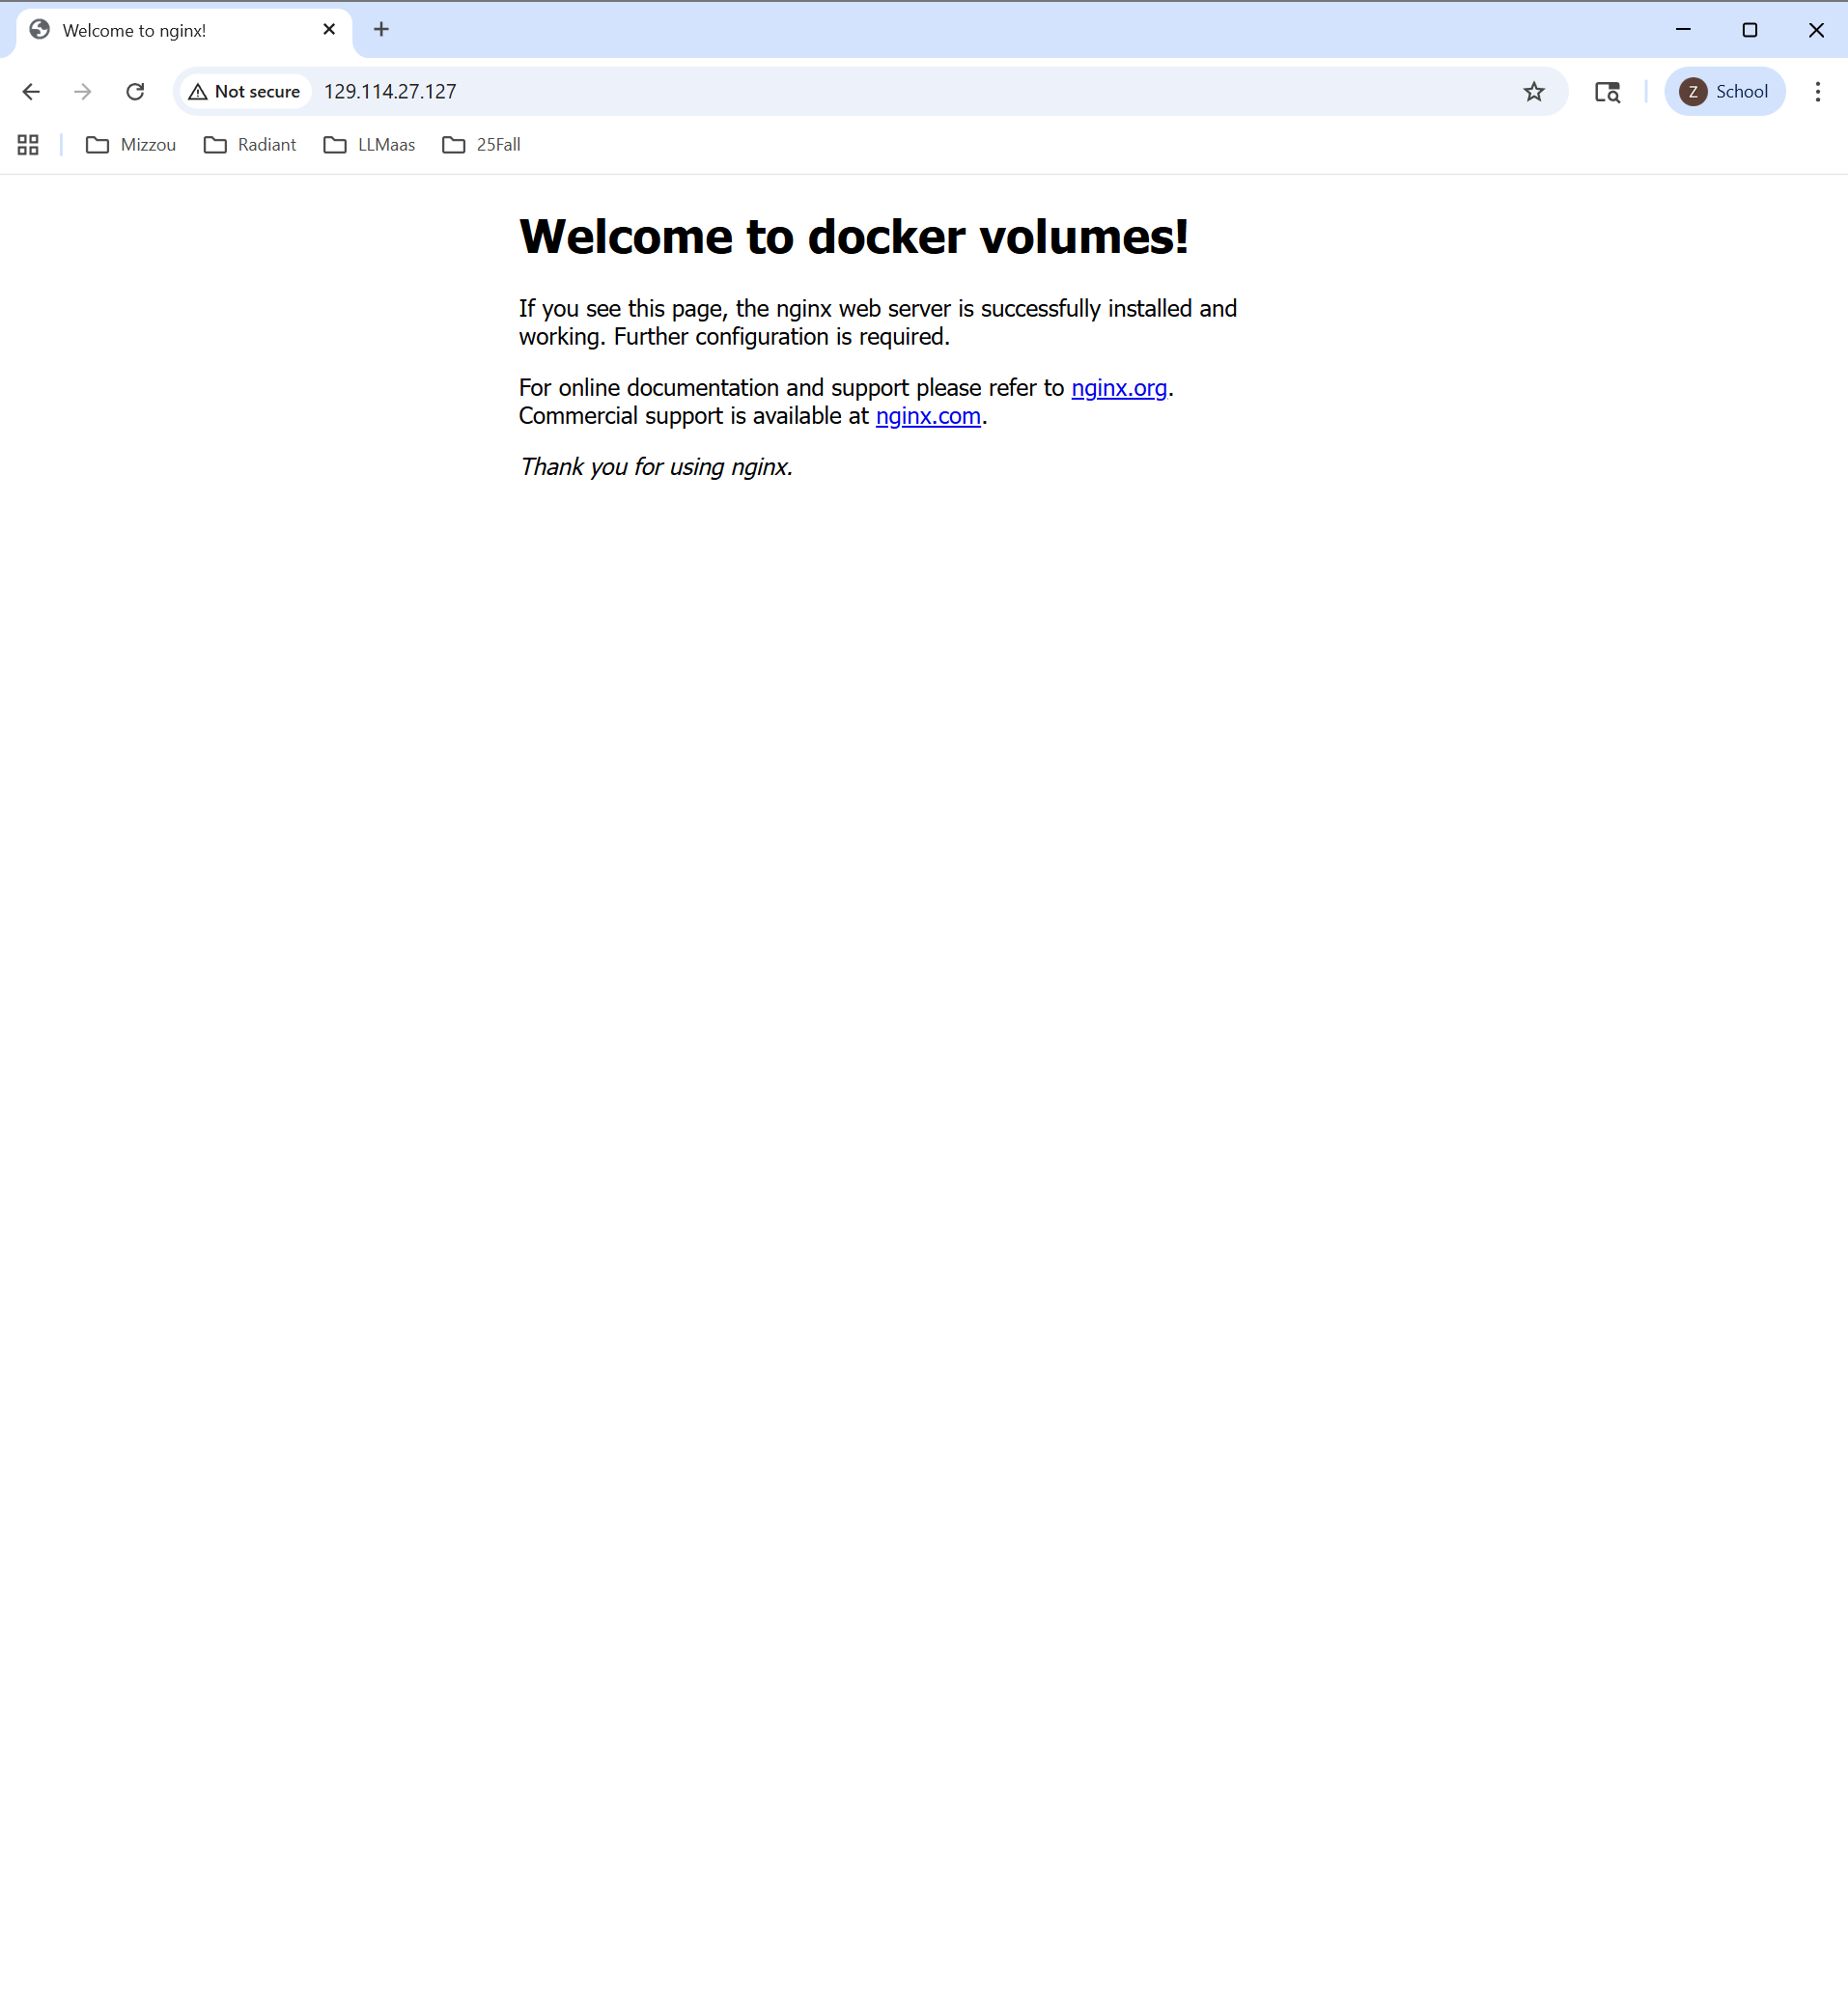 Welcome to nginx!
Not secure
129.114.27.127
Z
School
Mizzou
Radiant
LLMaas
25Fall
Welcome to docker volumes!
If you see this page, the nginx web server is successfully installed and
working. Further configuration is required.
For online documentation and support please refer to nginx.org.
Commercial support is available at nginx.com.
Thank you for using nginx.